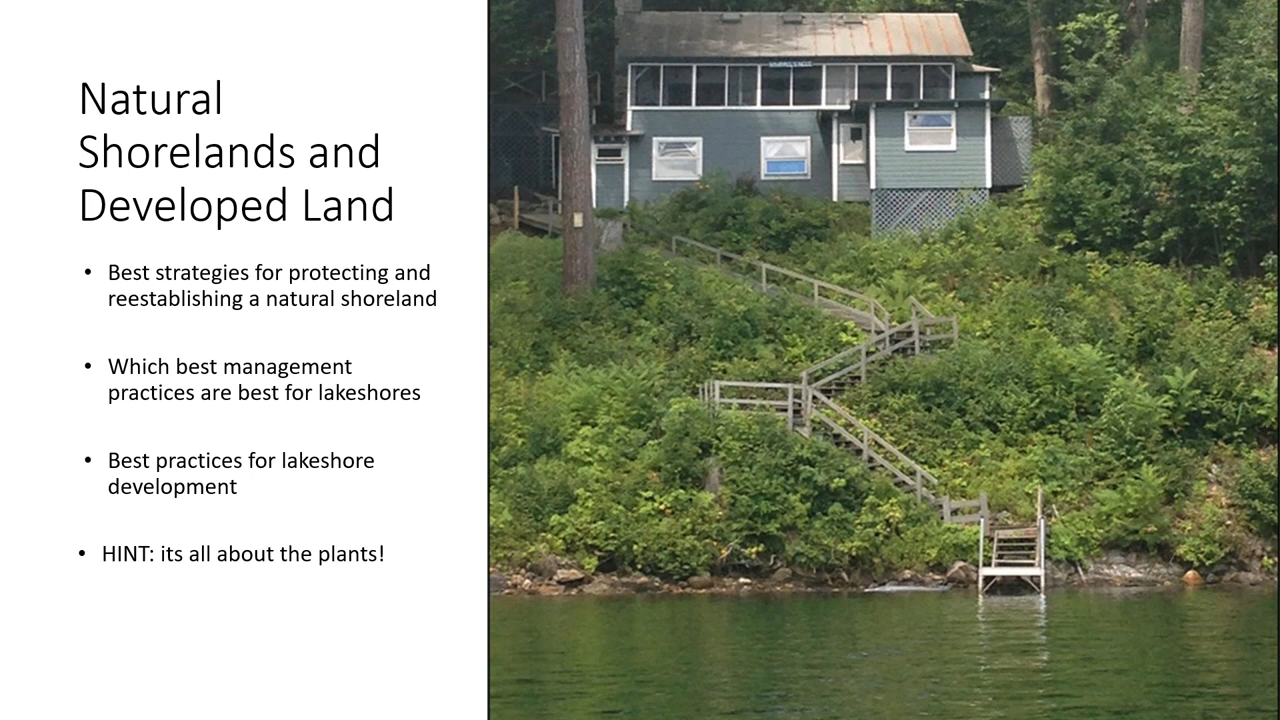 Natural
Shorelands and
Developed Land
• Best strategies for protecting and
reestablishing a natural shoreland
• Which best management
practices are best for lakeshores
• Best practices for lakeshore
development
• HINT: its all about the plants!